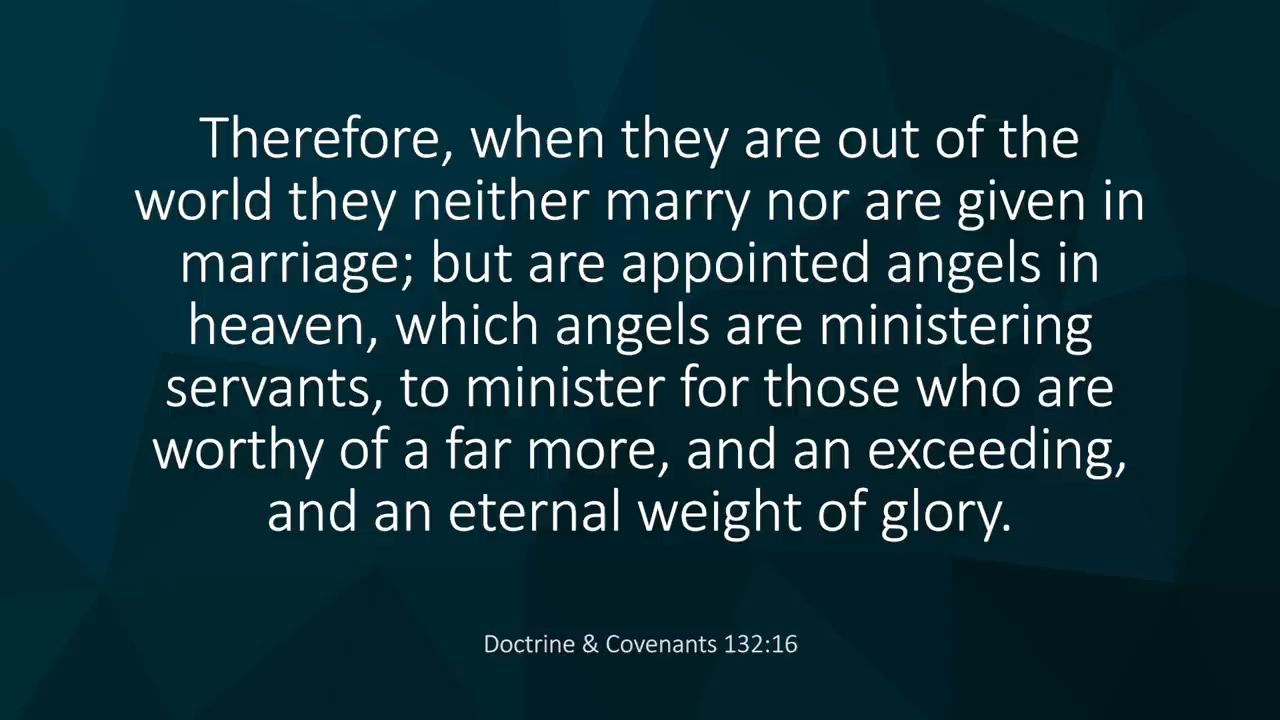 Therefore, when they are out of the
world they neither marry nor are given in
marriage; but are appointed angels in
heaven, which angels are ministering
servants, to minister for those who are
worthy of a far more, and an exceeding,
and an eternal weight of glory.
Doctrine & Covenants 132:16